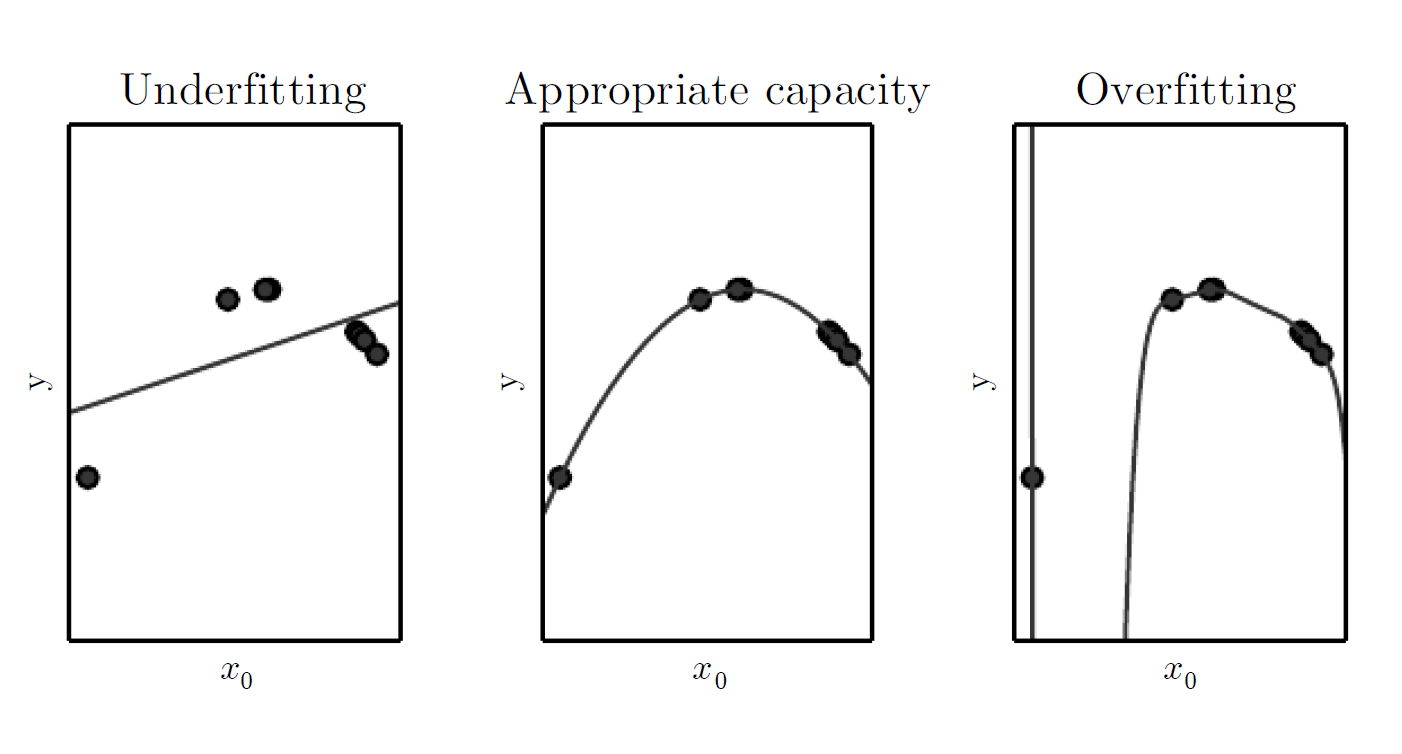 Underfitting
Appropriate capacity
Overfitting
y
y
y
x₀
x₀
x₀